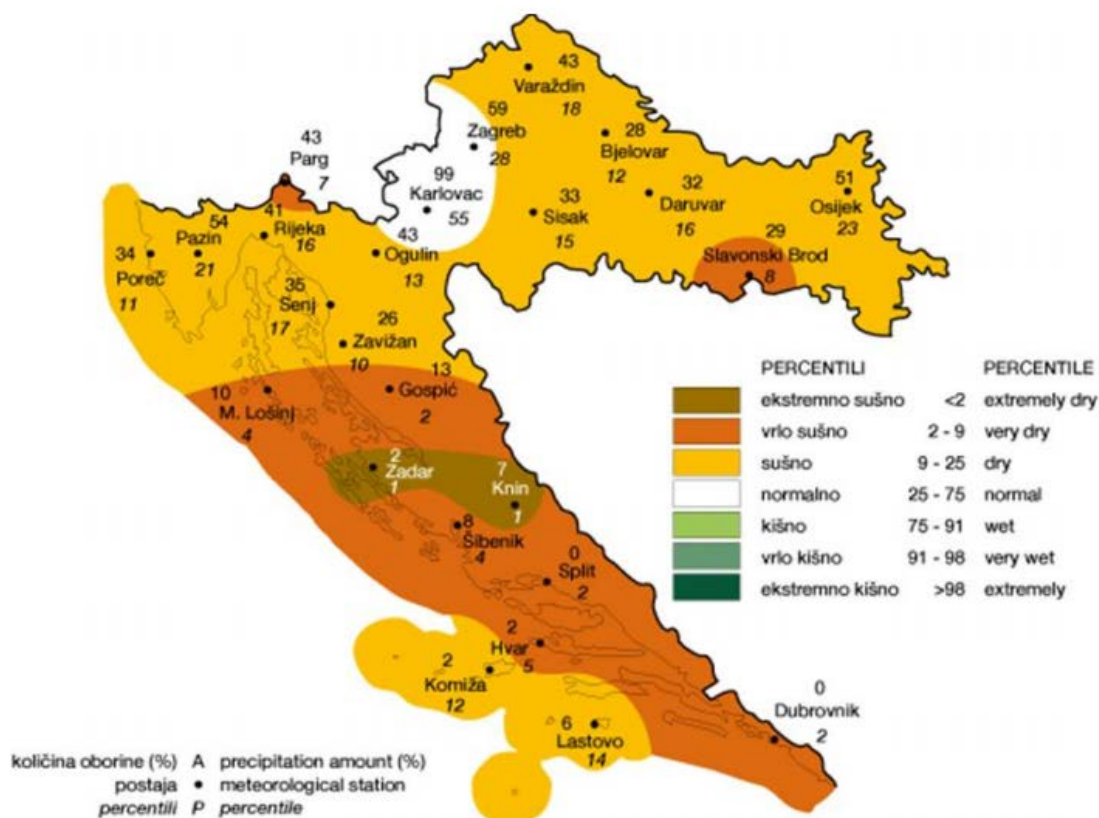 43
Varaždin
18
59
Zagreb
28
28
Bjelovar
12
43
Parg
7
99
Karlovac
55
33
Sisak
15
32
Daruvar
16
51
Osijek
23
29
Slavonski Brod
8
34
Poreč
11
54
Pazin
21
41
Rijeka
16
43
Ogulin
13
35
Senj
17
26
Zavižan
10
13
Gospić
2
10
M. Lošinj
4
2
Zadar
1
7
Knin
1
8
Šibenik
4
0
Split
2
2
Hvar
5
2
Komiža
12
6
Lastovo
14
0
Dubrovnik
2
PERCENTILI PERCENTILE
ekstremno sušno <2 extremely dry
vrlo sušno 2 - 9 very dry
sušno 9 - 25 dry
normalno 25 - 75 normal
kišno 75 - 91 wet
vrlo kišno 91 - 98 very wet
ekstremno kišno >98 extremely
količina oborine (%) A precipitation amount (%)
postaja • meteorological station
percentili P percentile